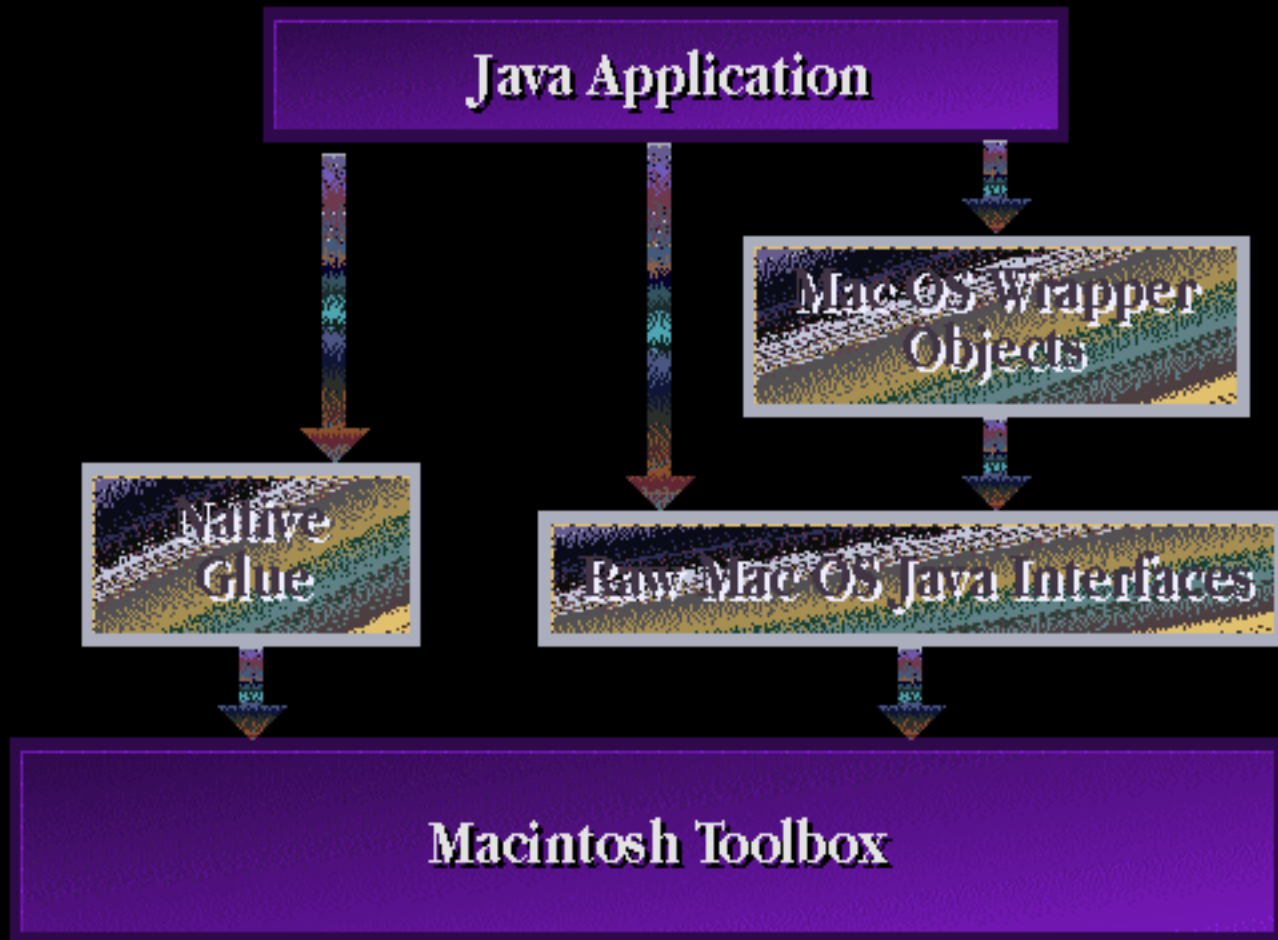 Java Application
Mac OS Wrapper
Objects
Native
Glue
Raw Mac OS Java Interfaces
Macintosh Toolbox